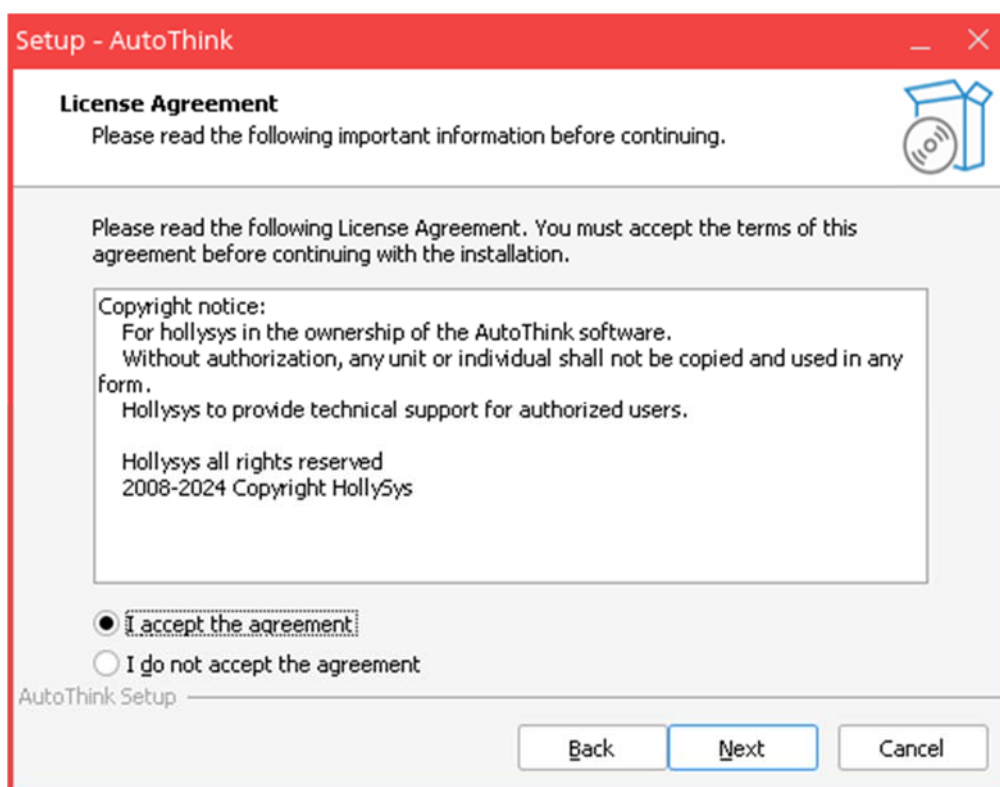 Setup - AutoThink
License Agreement
Please read the following important information before continuing.
Please read the following License Agreement. You must accept the terms of this
agreement before continuing with the installation.
Copyright notice:
For hollysys in the ownership of the AutoThink software.
Without authorization, any unit or individual shall not be copied and used in any
form.
Hollysys to provide technical support for authorized users.
Hollysys all rights reserved
2008-2024 Copyright HollySys
I accept the agreement
I do not accept the agreement
AutoThink Setup
Back Next Cancel